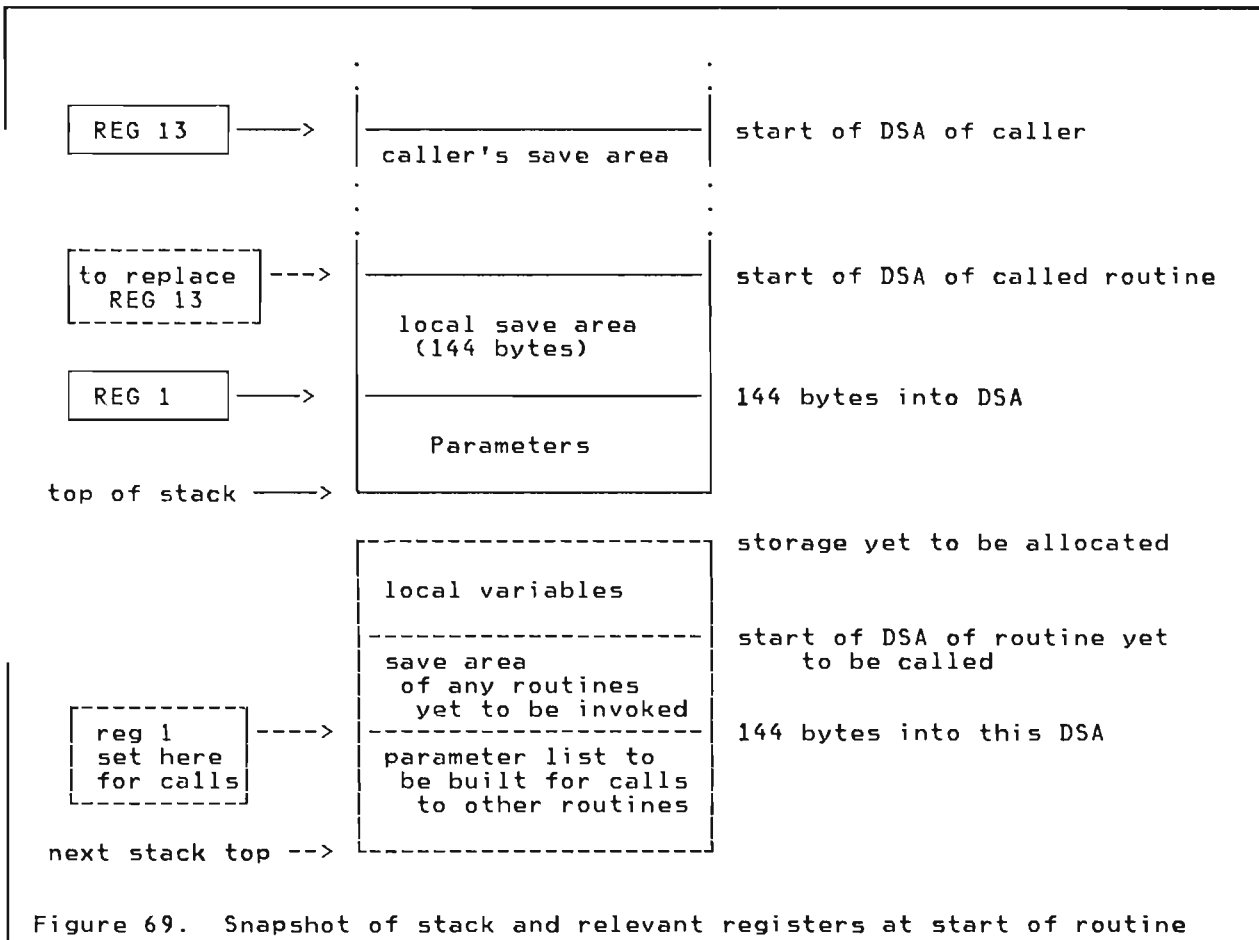 REG 13
start of DSA of caller
caller's save area
to replace
REG 13
start of DSA of called routine
local save area
(144 bytes)
REG 1
144 bytes into DSA
Parameters
top of stack
storage yet to be allocated
local variables
start of DSA of routine yet
to be called
save area
of any routines
yet to be invoked
reg 1
set here
for calls
144 bytes into this DSA
parameter list to
be built for calls
to other routines
next stack top
Figure 69. Snapshot of stack and relevant registers at start of routine